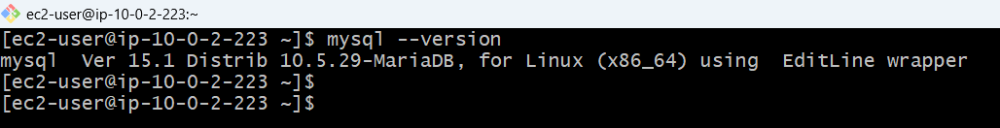 ec2-user@ip-10-0-2-223:~
[ec2-user@ip-10-0-2-223 ~]$ mysql --version
mysql  Ver 15.1 Distrib 10.5.29-MariaDB, for Linux (x86_64) using  EditLine wrapper
[ec2-user@ip-10-0-2-223 ~]$
[ec2-user@ip-10-0-2-223 ~]$